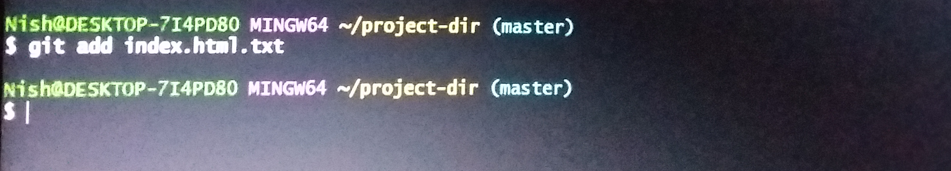 Nish@DESKTOP-7I4PD80 MINGW64 ~/project-dir (master)
$ git add index.html.txt
Nish@DESKTOP-7I4PD80 MINGW64 ~/project-dir (master)
$